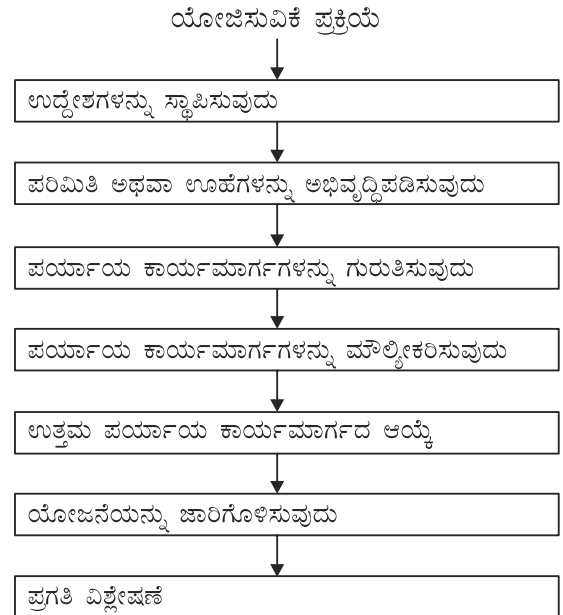 ಯೋಜಿಸುವಿಕೆ ಪ್ರಕ್ರಿಯೆ
ಉದ್ದೇಶಗಳನ್ನು ಸ್ಥಾಪಿಸುವುದು
ಪರಿಮಿತಿ ಅಥವಾ ಊಹೆಗಳನ್ನು ಅಭಿವೃದ್ಧಿಪಡಿಸುವುದು
ಪರ್ಯಾಯ ಕಾರ್ಯಮಾರ್ಗಗಳನ್ನು ಗುರುತಿಸುವುದು
ಪರ್ಯಾಯ ಕಾರ್ಯಮಾರ್ಗಗಳನ್ನು ಮೌಲ್ಯೀಕರಿಸುವುದು
ಉತ್ತಮ ಪರ್ಯಾಯ ಕಾರ್ಯಮಾರ್ಗದ ಆಯ್ಕೆ
ಯೋಜನೆಯನ್ನು ಜಾರಿಗೊಳಿಸುವುದು
ಪ್ರಗತಿ ವಿಶ್ಲೇಷಣೆ